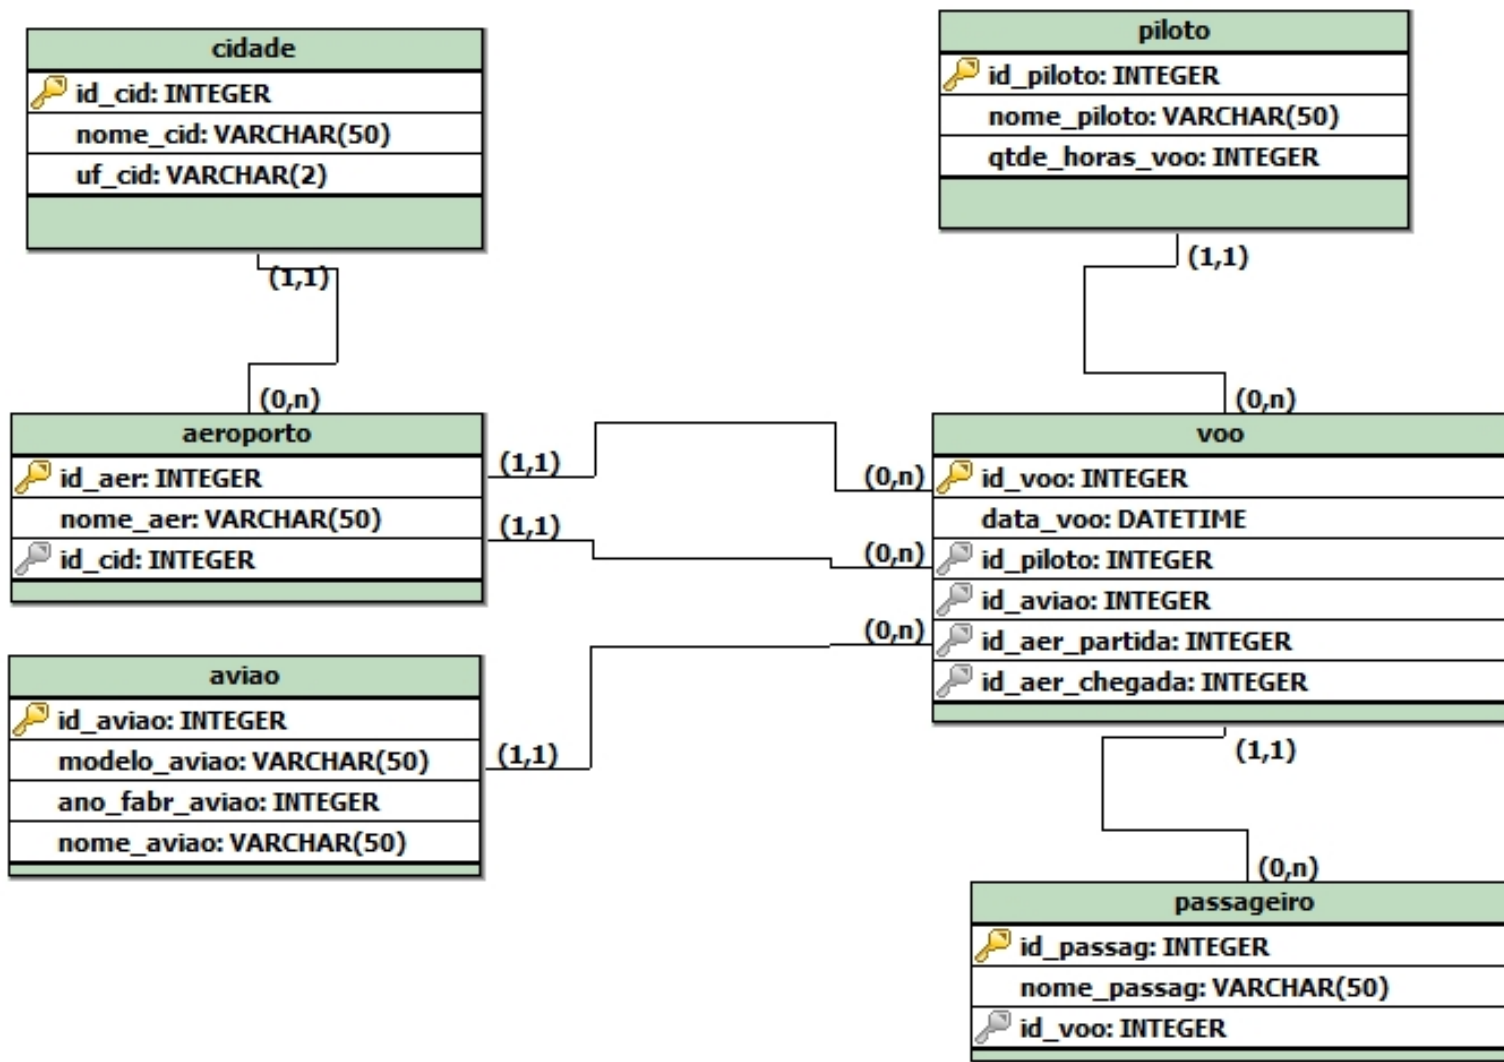 cidade
id_cid: INTEGER
nome_cid: VARCHAR(50)
uf_cid: VARCHAR(2)
(1,1)
(0,n)
piloto
id_piloto: INTEGER
nome_piloto: VARCHAR(50)
qtde_horas_voo: INTEGER
(1,1)
(0,n)
aeroporto
id_aer: INTEGER
nome_aer: VARCHAR(50)
id_cid: INTEGER
(1,1)
(0,n)
(1,1)
(0,n)
voo
id_voo: INTEGER
data_voo: DATETIME
id_piloto: INTEGER
id_aviao: INTEGER
id_aer_partida: INTEGER
id_aer_chegada: INTEGER
(0,n)
(1,1)
aviao
id_aviao: INTEGER
modelo_aviao: VARCHAR(50)
ano_fabr_aviao: INTEGER
nome_aviao: VARCHAR(50)
(1,1)
(0,n)
passageiro
id_passag: INTEGER
nome_passag: VARCHAR(50)
id_voo: INTEGER